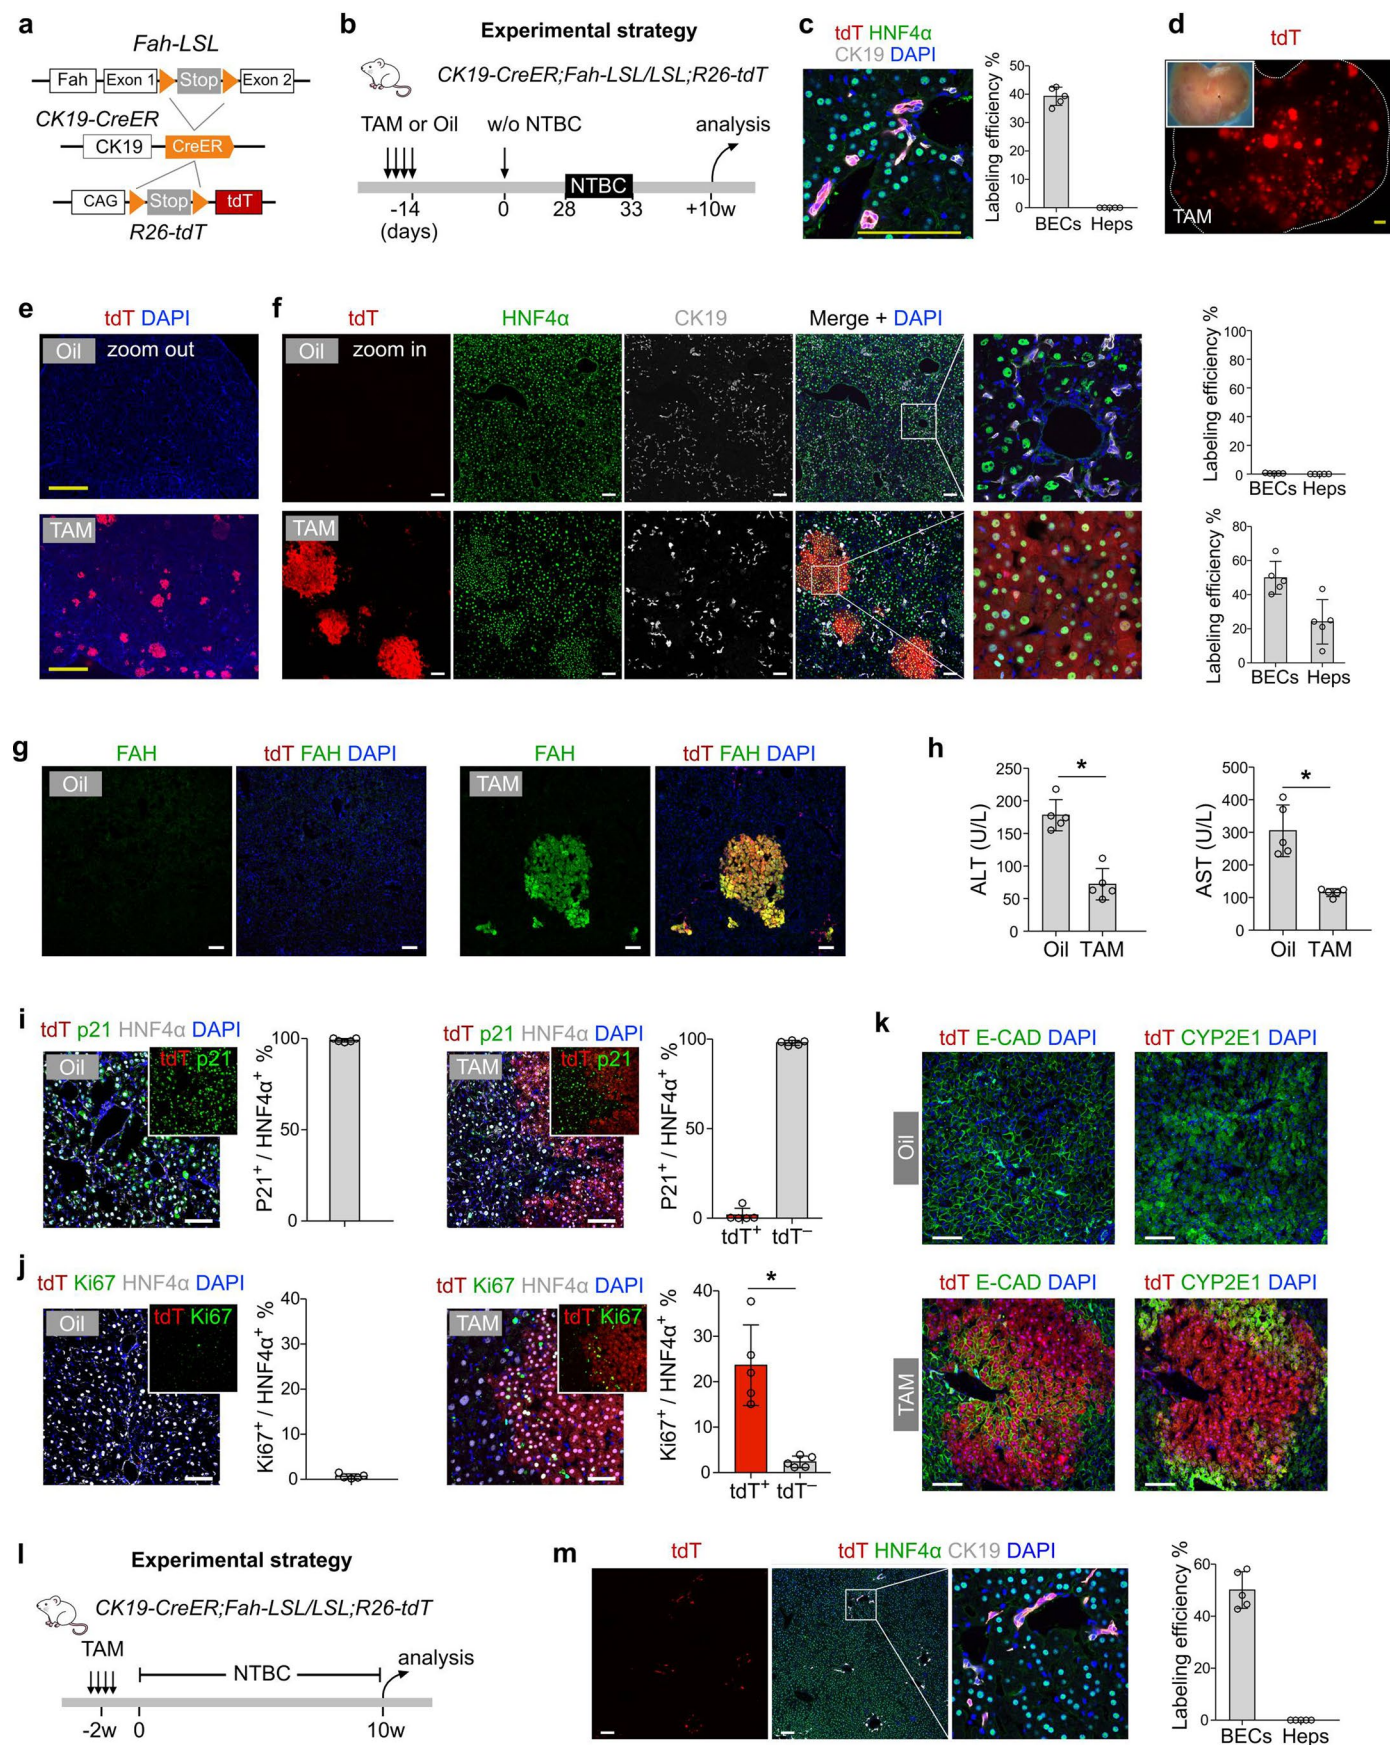 a
Fah-LSL
Fah Exon 1 Stop Exon 2
CK19-CreER
CK19 CreER
CAG Stop tdT
R26-tdT
b
Experimental strategy
CK19-CreER;Fah-LSL/LSL;R26-tdT
TAM or Oil w/o NTBC analysis
NTBC
-14 0 28 33 +10w
(days)
c
tdT HNF4α
CK19 DAPI
Labeling efficiency %
50
40
30
20
10
0
BECs Heps
d
tdT
TAM
e
tdT DAPI
Oil zoom out
TAM
f
tdT HNF4α CK19 Merge + DAPI
Oil zoom in
TAM
Labeling efficiency %
100
80
60
40
20
0
BECs Heps
Labeling efficiency %
80
60
40
20
0
BECs Heps
g
FAH tdT FAH DAPI FAH tdT FAH DAPI
Oil TAM
h
ALT (U/L)
250
200
150
100
50
0
*
Oil TAM
AST (U/L)
500
400
300
200
100
0
*
Oil TAM
i
tdT p21 HNF4α DAPI
Oil
tdT p21
P21+ / HNF4α+ %
100
50
0
tdT p21 HNF4α DAPI
TAM
tdT p21
P21+ / HNF4α+ %
100
50
0
tdT+ tdT–
j
tdT Ki67 HNF4α DAPI
Oil
tdT Ki67
Ki67+ / HNF4α+ %
40
30
20
10
0
tdT Ki67 HNF4α DAPI
TAM
tdT Ki67
Ki67+ / HNF4α+ %
40
30
20
10
0
*
tdT+ tdT–
k
tdT E-CAD DAPI tdT CYP2E1 DAPI
Oil
tdT E-CAD DAPI tdT CYP2E1 DAPI
TAM
l
Experimental strategy
CK19-CreER;Fah-LSL/LSL;R26-tdT
TAM
NTBC
analysis
-2w 0 10w
m
tdT tdT HNF4α CK19 DAPI
Labeling efficiency %
60
40
20
0
BECs Heps